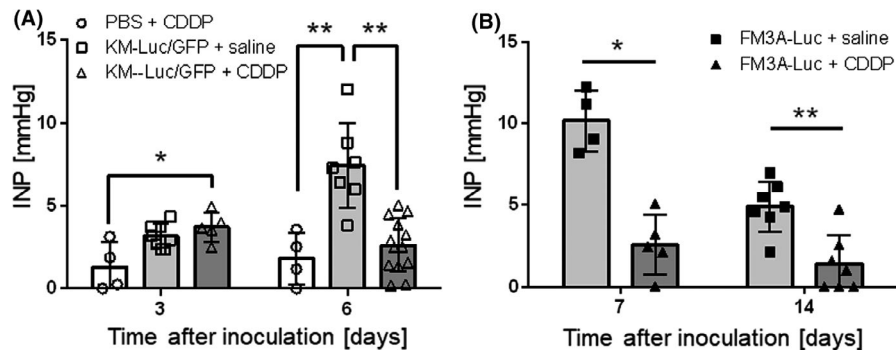 (A)
PBS + CDDP
KM-Luc/GFP + saline
KM--Luc/GFP + CDDP
** **
*
INP [mmHg]
15
10
5
0
3 6
Time after inoculation [days]
(B)
FM3A-Luc + saline
FM3A-Luc + CDDP
*
**
INP [mmHg]
15
10
5
0
7 14
Time after inoculation [days]